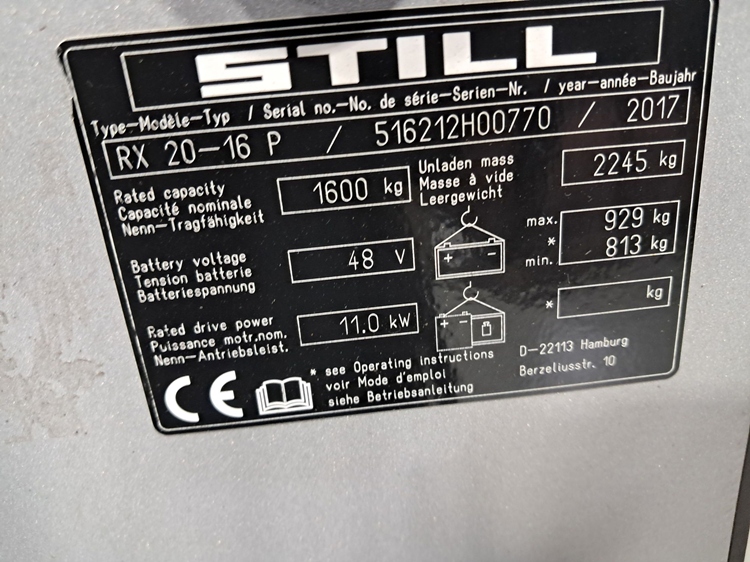 STILL
Type-Modèle-Typ / Serial no.-No. de série-Serien-Nr. / year-année-Baujahr
RX 20-16 P / 516212H00770 / 2017
Rated capacity
Capacité nominale
Nenn-Tragfähigkeit
1600 kg
Unladen mass
Masse à vide
Leergewicht
2245 kg
Battery voltage
Tension batterie
Batteriespannung
48 V
+ -
max. 929 kg
* 813 kg
min.
Rated drive power
Puissance motr.nom.
Nenn-Antriebsleist.
11.0 kW
+ -
* kg
CE
* see Operating instructions
voir Mode d'emploi
siehe Betriebsanleitung
D-22113 Hamburg
Berzeliusstr. 10